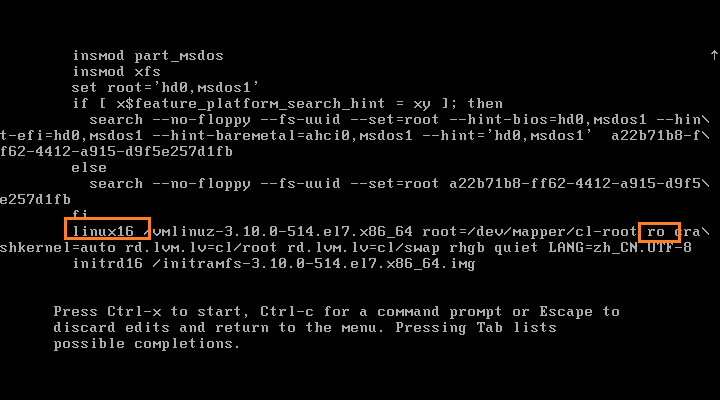 insmod part_msdos
insmod xfs
set root='hd0,msdos1'
if [ x$feature_platform_search_hint = xy ]; then
search --no-floppy --fs-uuid --set=root --hint-bios=hd0,msdos1 --hin\
t-efi=hd0,msdos1 --hint-baremetal=ahci0,msdos1 --hint='hd0,msdos1'  a22b71b8-f\
f62-4412-a915-d9f5e257d1fb
else
search --no-floppy --fs-uuid --set=root a22b71b8-ff62-4412-a915-d9f5\
e257d1fb
fi
linux16 /vmlinuz-3.10.0-514.el7.x86_64 root=/dev/mapper/cl-root ro cra\
shkernel=auto rd.lvm.lv=cl/root rd.lvm.lv=cl/swap rhgb quiet LANG=zh_CN.UTF-8
initrd16 /initramfs-3.10.0-514.el7.x86_64.img
Press Ctrl-x to start, Ctrl-c for a command prompt or Escape to
discard edits and return to the menu. Pressing Tab lists
possible completions.